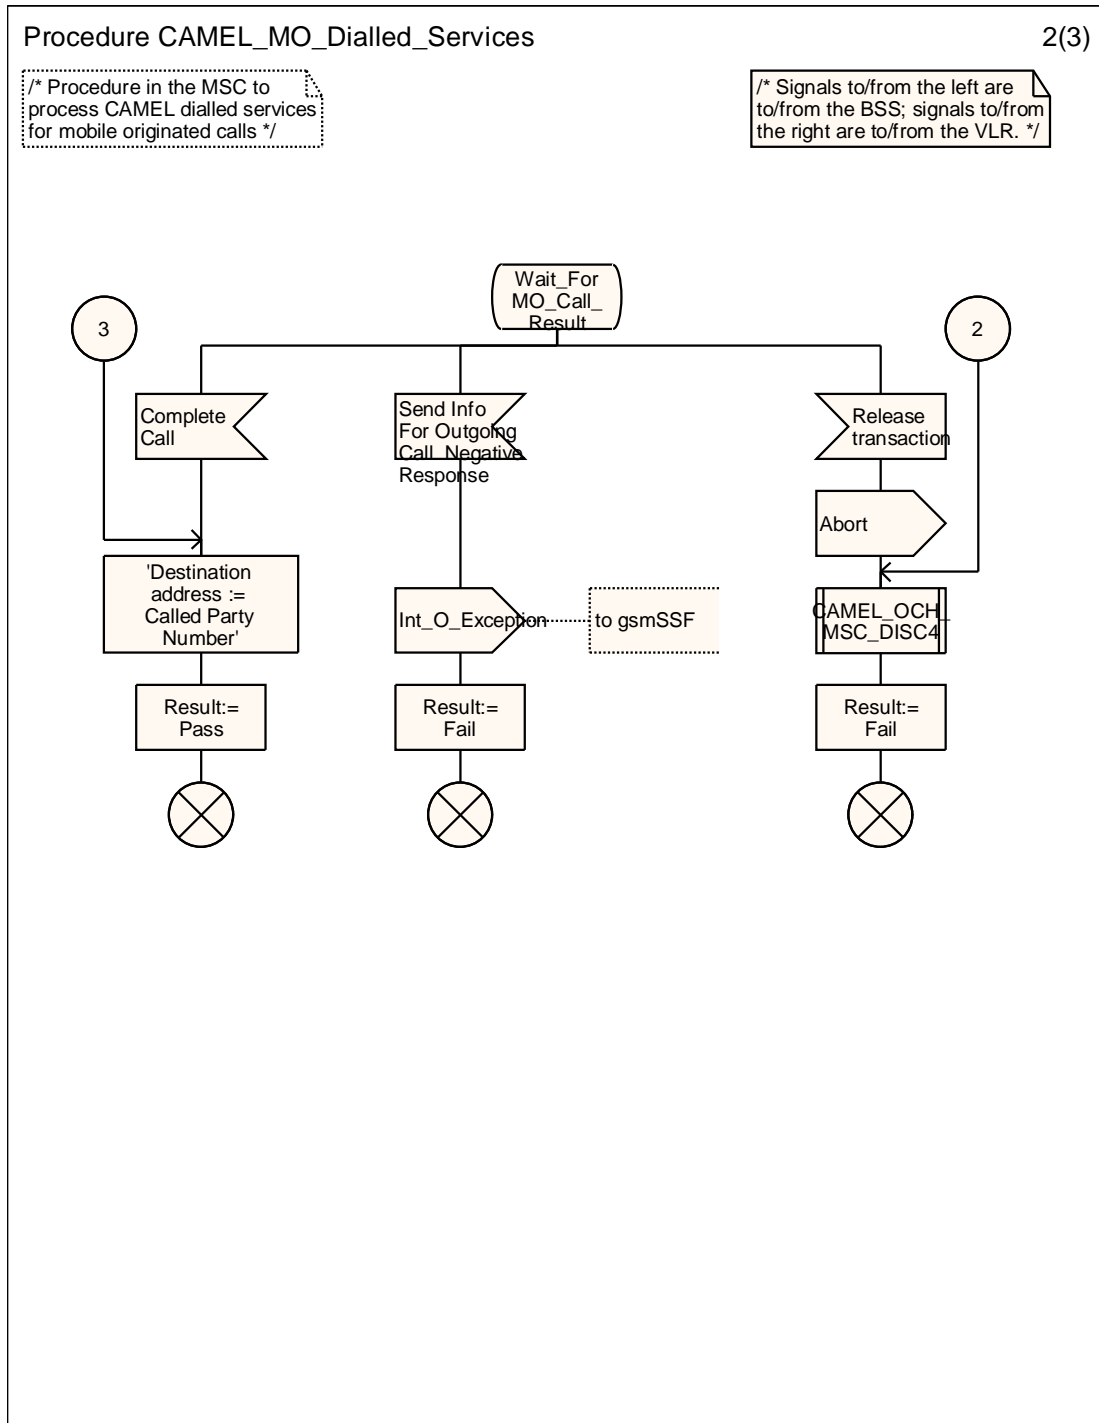 Procedure CAMEL_MO_Dialled_Services
2(3)
/* Procedure in the MSC to
process CAMEL dialled services
for mobile originated calls */
/* Signals to/from the left are
to/from the BSS; signals to/from
the right are to/from the VLR. */
Wait_For
MO_Call_
Result
3
2
Complete
Call
Send Info
For Outgoing
Call_Negative
Response
Release
transaction
Abort
'Destination
address :=
Called Party
Number'
Int_O_Exception
to gsmSSF
CAMEL_OCH_
MSC_DISC4
Result:=
Pass
Result:=
Fail
Result:=
Fail